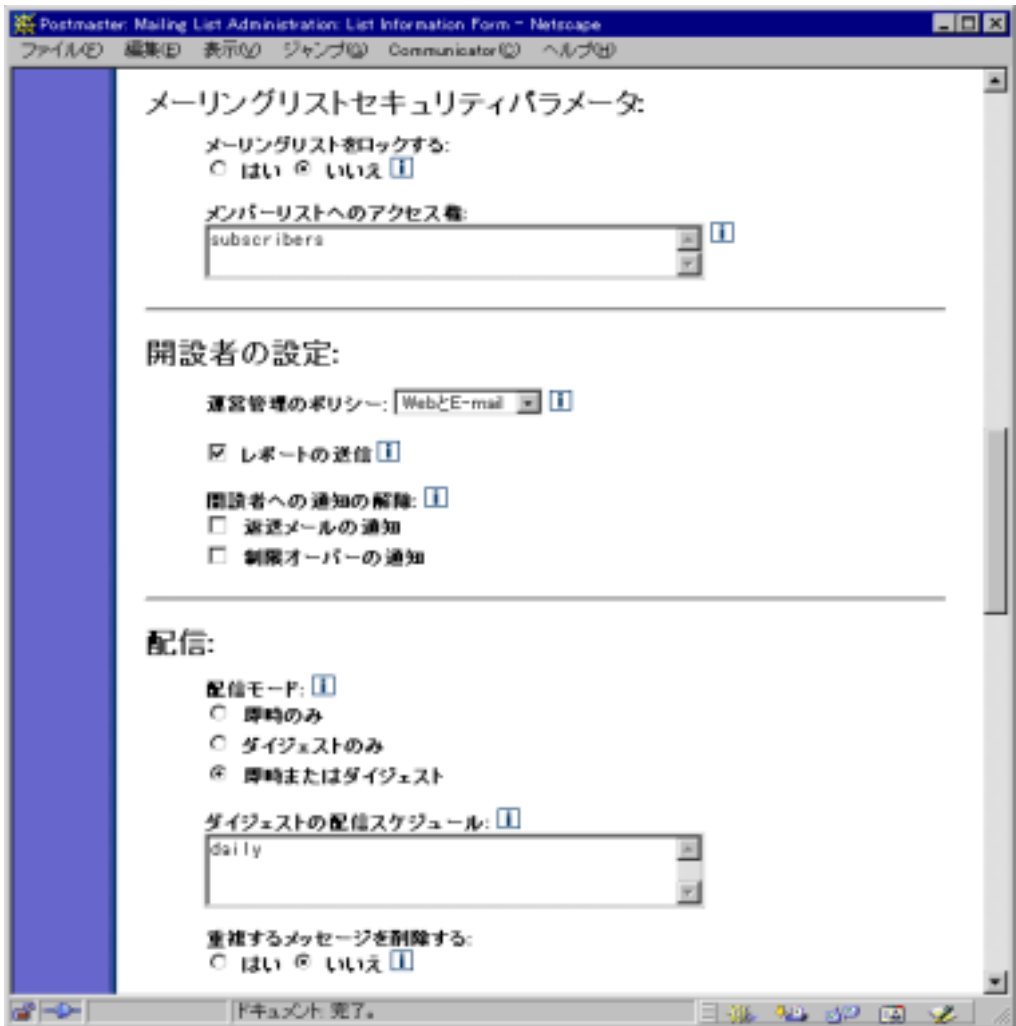 Postmaster: Mailing List Administration: List Information Form - Netscape
ファイル(F) 編集(E) 表示(V) ジャンプ(G) Communicator(C) ヘルプ(H)
メーリングリストセキュリティパラメータ:
メーリングリストをロックする:
はい いいえ i
メンバーリストへのアクセス権:
subscribers i
開設者の設定:
運営管理のポリシー: WebとE-mail i
レポートの送信 i
開設者への通知の解除: i
返送メールの通知
制限オーバーの通知
配信:
配信モード: i
即時のみ
ダイジェストのみ
即時またはダイジェスト
ダイジェストの配信スケジュール: i
daily
重複するメッセージを削除する:
はい いいえ i
ドキュメント: 完了。